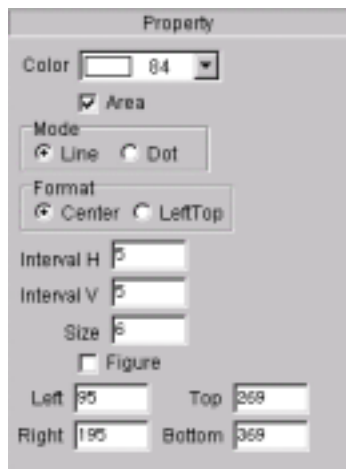 Property
Color 84
Area
Mode
Line Dot
Format
Center LeftTop
Interval H 5
Interval V 5
Size 6
Figure
Left 95 Top 269
Right 195 Bottom 369